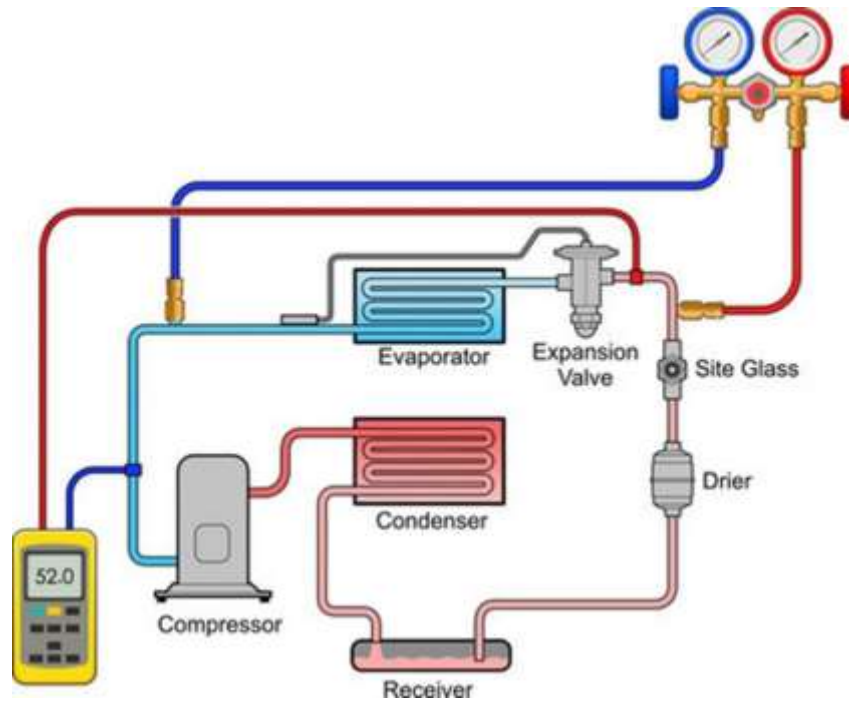 Evaporator
Expansion
Valve
Site Glass
Condenser
Drier
52.0
Compressor
Receiver